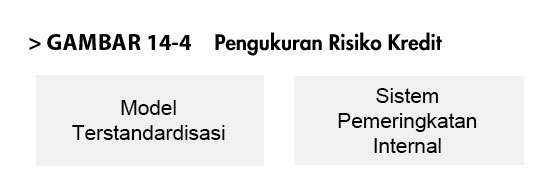 > GAMBAR 14-4 Pengukuran Risiko Kredit
Model
Terstandardisasi
Sistem
Pemeringkatan
Internal